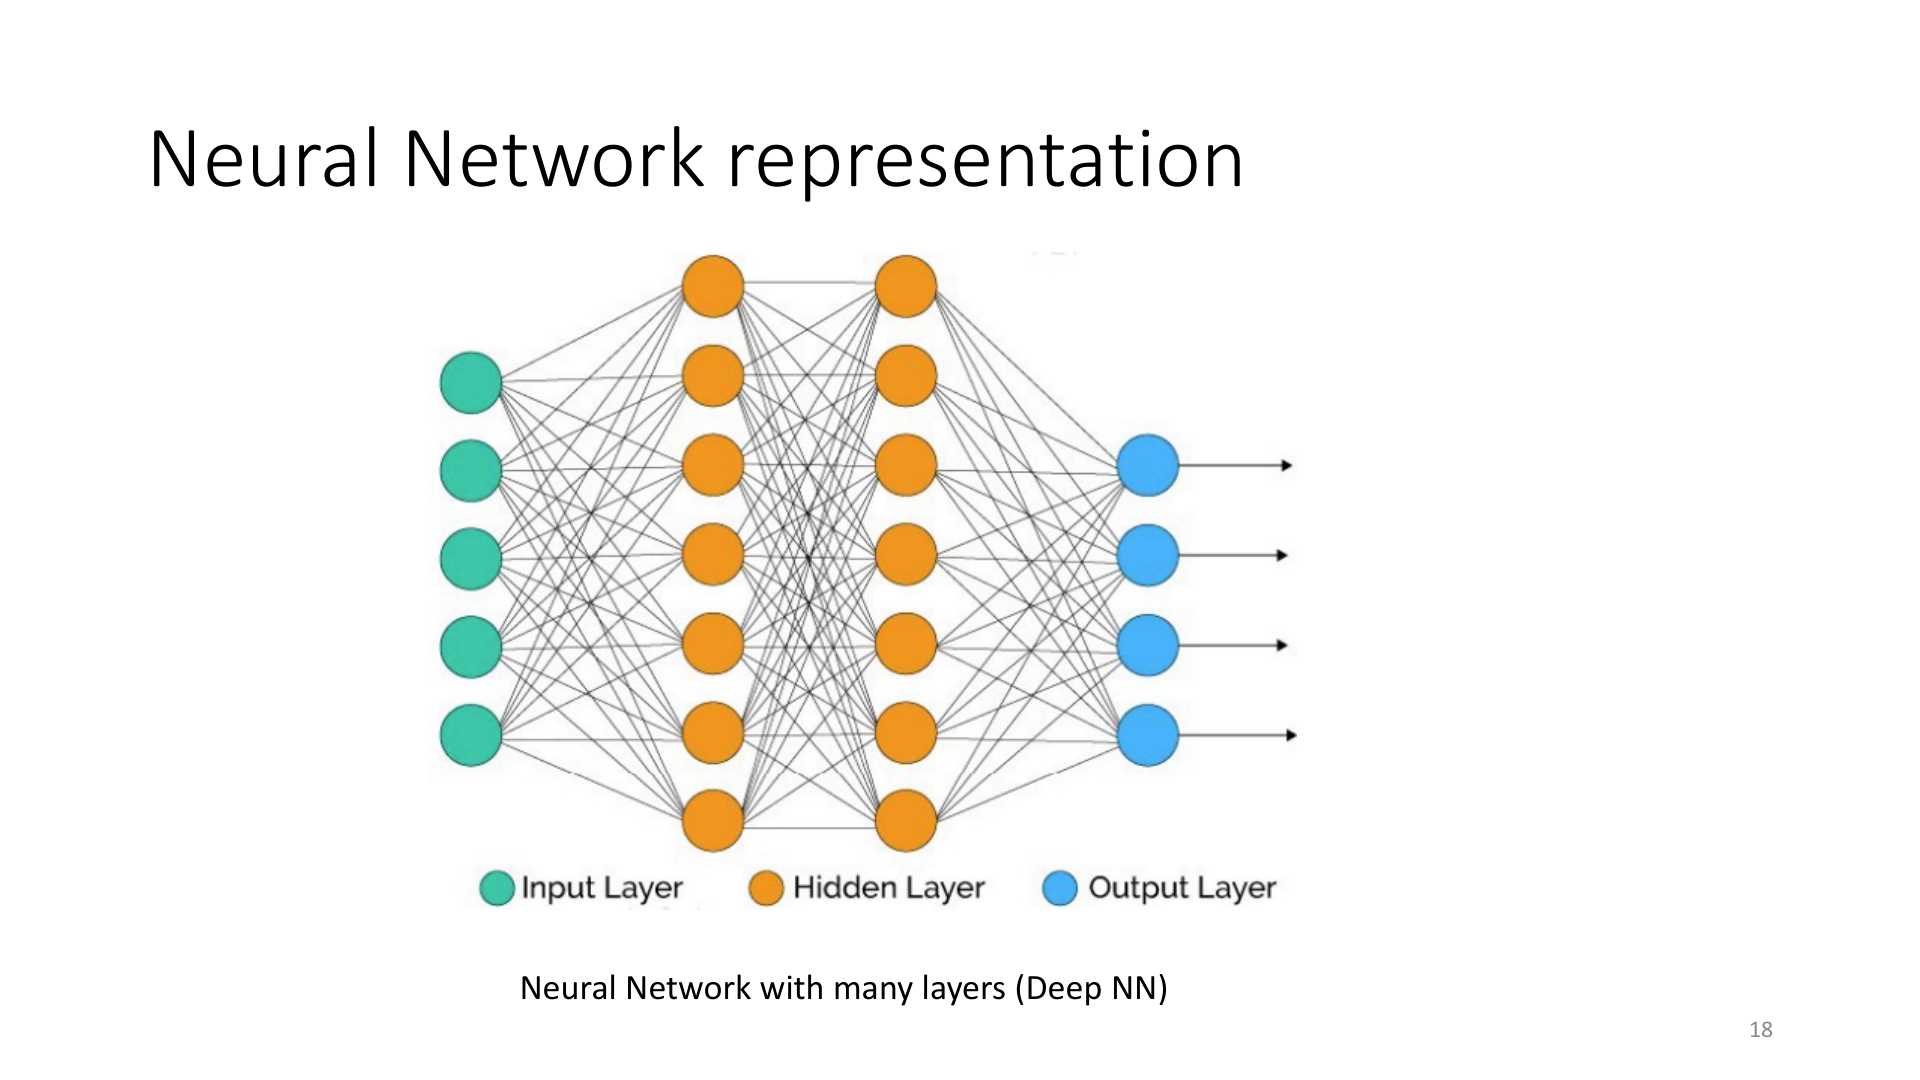 Neural Network representation
Input Layer
Hidden Layer
Output Layer
Neural Network with many layers (Deep NN)
18